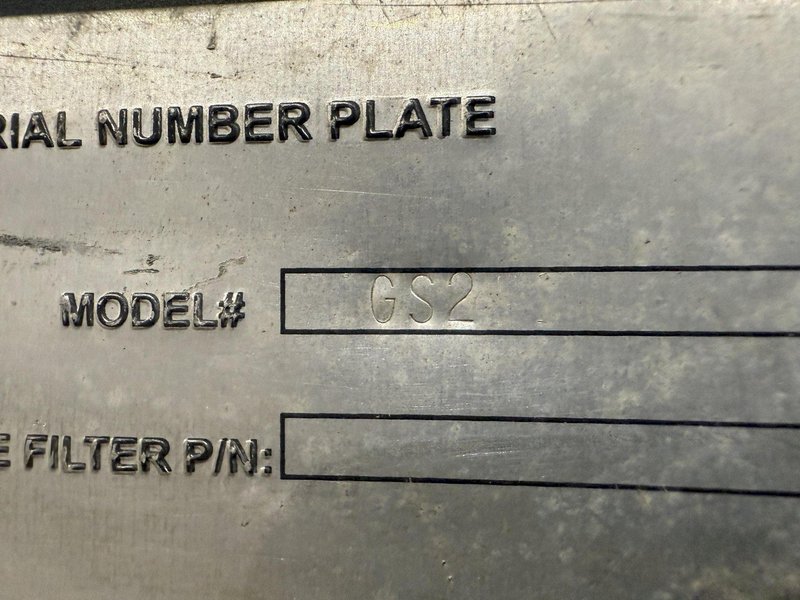 RIAL NUMBER PLATE
MODEL# GS2
E FILTER P/N: